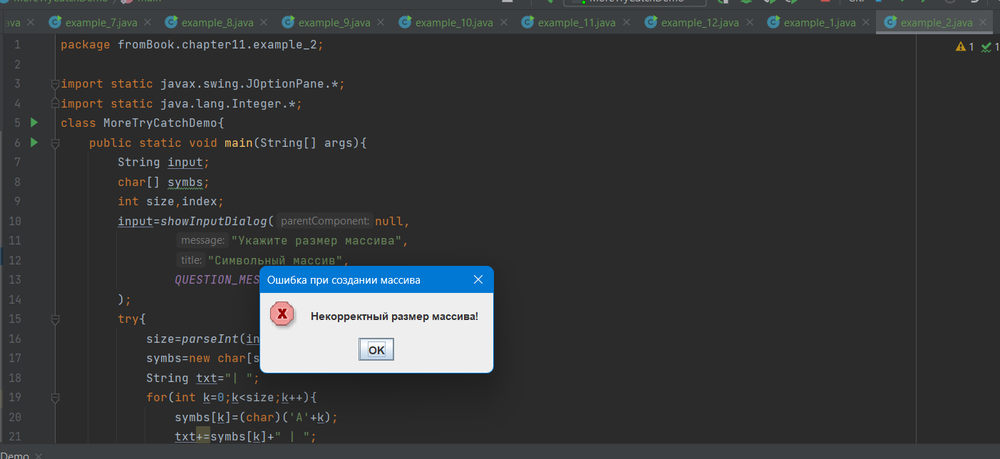 MoreTryCatchDemo / main MoreTryCatchDemo Git:
ava example_7.java example_8.java example_9.java example_10.java example_11.java example_12.java example_1.java example_2.java
1 package fromBook.chapter11.example_2; 1 1
2
3 import static javax.swing.JOptionPane.*;
4 import static java.lang.Integer.*;
5 class MoreTryCatchDemo{
6 public static void main(String[] args){
7 String input;
8 char[] symbs;
9 int size,index;
10 input=showInputDialog( parentComponent: null,
11 message: "Укажите размер массива",
12 title: "Символьный массив",
13 QUESTION_MES
14 );
15 try{
16 size=parseInt(in
17 symbs=new char[s
18 String txt="| ";
19 for(int k=0;k<size;k++){
20 symbs[k]=(char)('A'+k);
21 txt+=symbs[k]+" | ";
Ошибка при создании массива
Некорректный размер массива!
OK
Demo